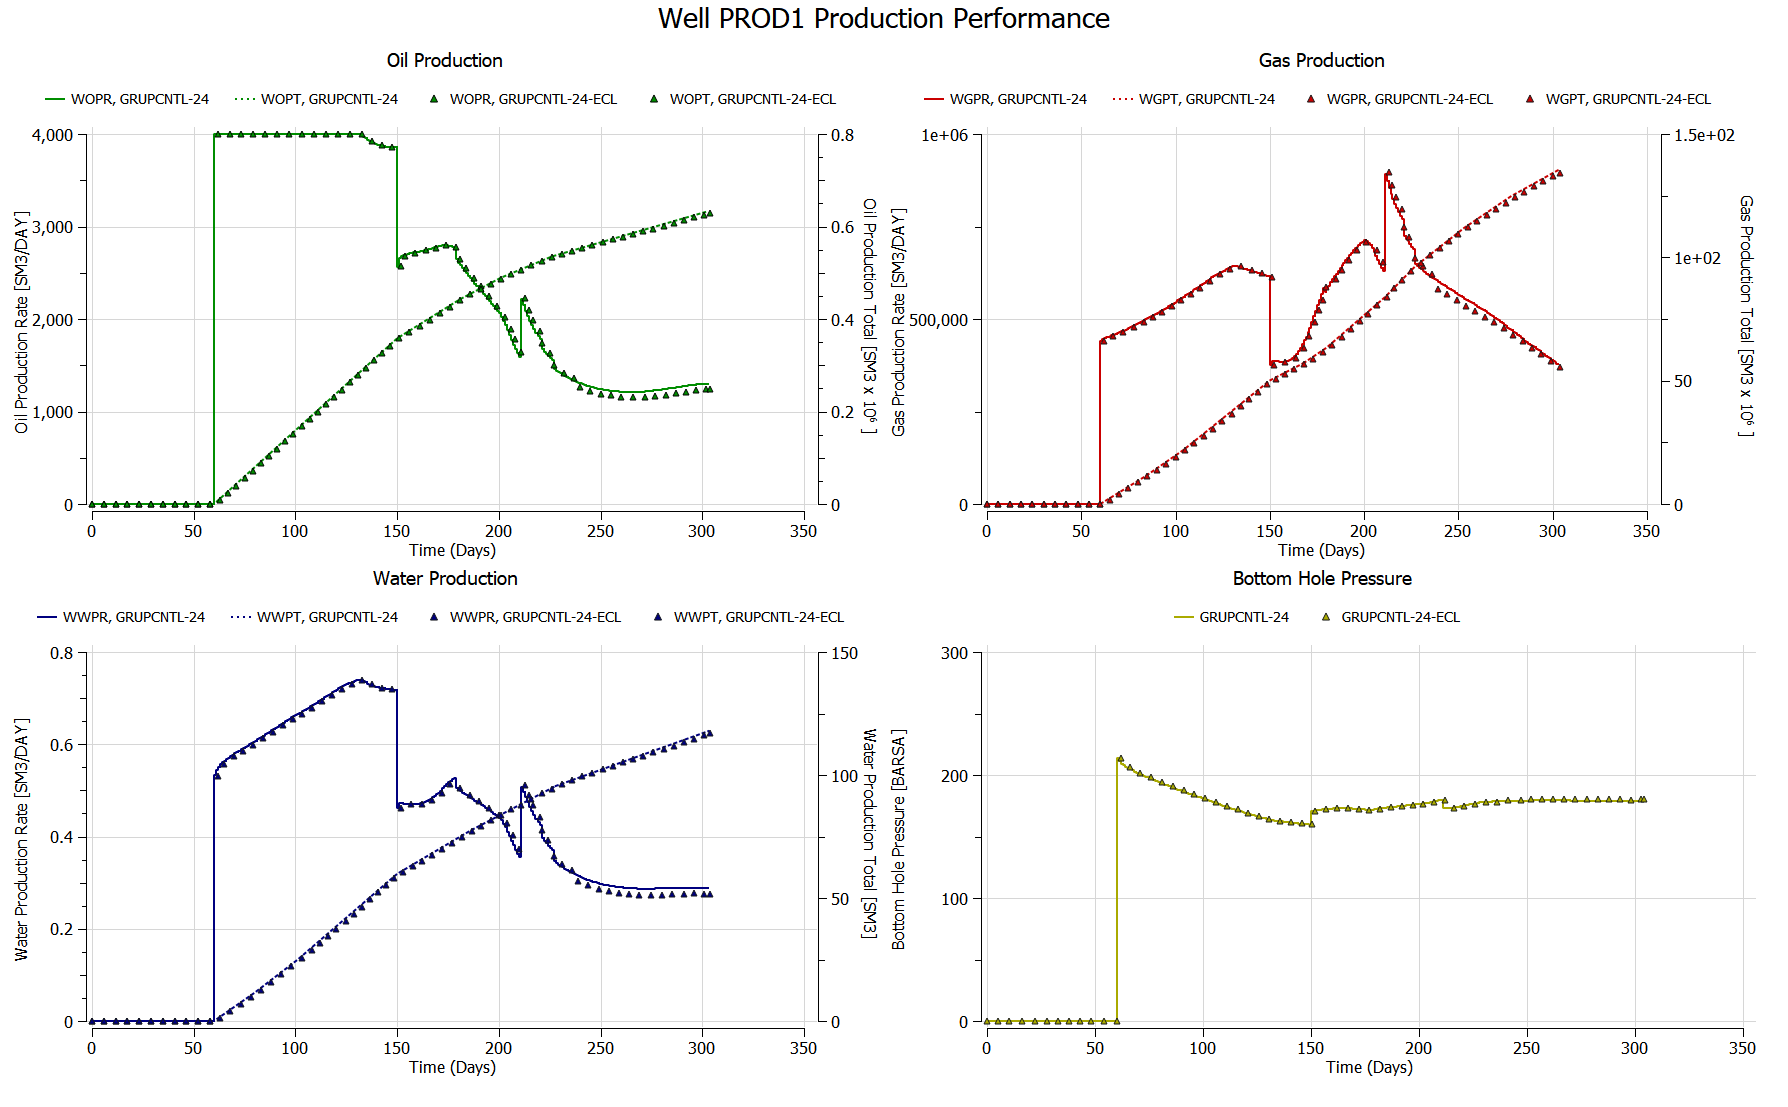 Well PROD1 Production Performance
Oil Production
WOPR, GRUPCNTL-24 WOPT, GRUPCNTL-24 WOPR, GRUPCNTL-24-ECL WOPT, GRUPCNTL-24-ECL
4,000
3,000
2,000
1,000
0
Oil Production Rate [SM3/DAY]
0.8
0.6
0.4
0.2
0
Oil Production Total [SM3 x 10⁶ ]
0 50 100 150 200 250 300 350
Time (Days)
Gas Production
WGPR, GRUPCNTL-24 WGPT, GRUPCNTL-24 WGPR, GRUPCNTL-24-ECL WGPT, GRUPCNTL-24-ECL
1e+06
500,000
0
Gas Production Rate [SM3/DAY]
1.5e+02
1e+02
50
0
Gas Production Total [SM3 x 10⁶ ]
0 50 100 150 200 250 300 350
Time (Days)
Water Production
WWPR, GRUPCNTL-24 WWPT, GRUPCNTL-24 WWPR, GRUPCNTL-24-ECL WWPT, GRUPCNTL-24-ECL
0.8
0.6
0.4
0.2
0
Water Production Rate [SM3/DAY]
150
100
50
0
Water Production Total [SM3]
0 50 100 150 200 250 300 350
Time (Days)
Bottom Hole Pressure
GRUPCNTL-24 GRUPCNTL-24-ECL
300
200
100
0
Bottom Hole Pressure [BARSA]
0 50 100 150 200 250 300 350
Time (Days)